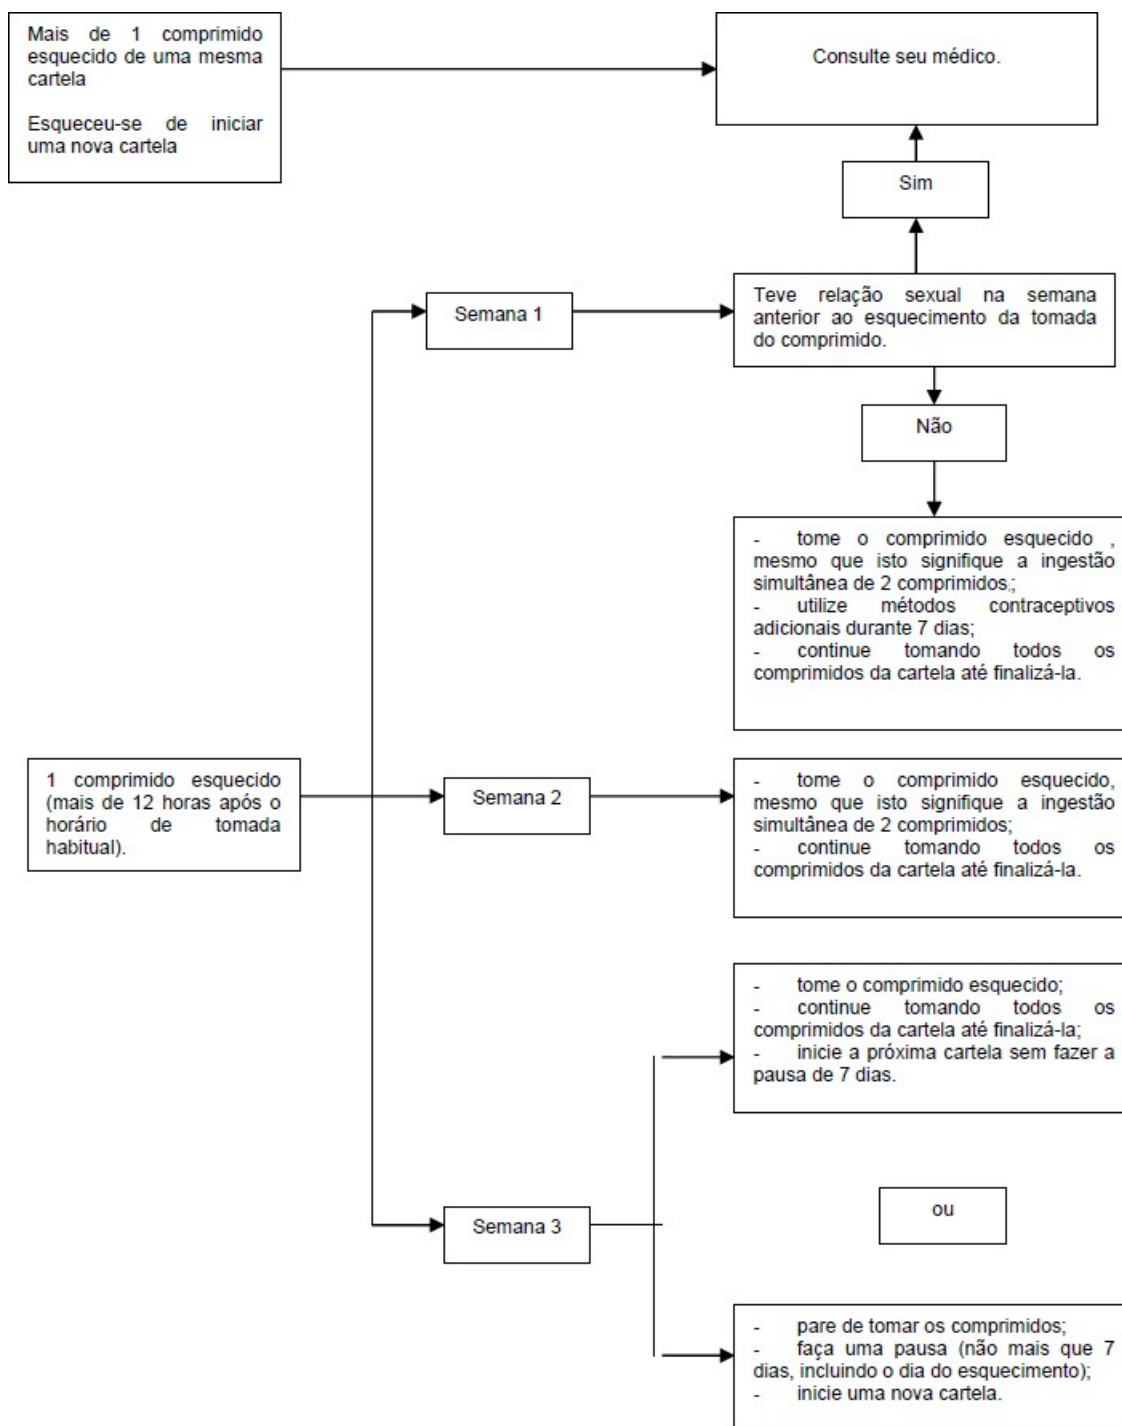 Mais de 1 comprimido
esquecido de uma mesma
cartela
Esqueceu-se de iniciar
uma nova cartela
Consulte seu médico.
Sim
Semana 1
Teve relação sexual na semana
anterior ao esquecimento da tomada
do comprimido.
Não
- tome o comprimido esquecido ,
mesmo que isto signifique a ingestão
simultânea de 2 comprimidos.;
- utilize métodos contraceptivos
adicionais durante 7 dias;
- continue tomando todos os
comprimidos da cartela até finalizá-la.
1 comprimido esquecido
(mais de 12 horas após o
horário de tomada
habitual).
Semana 2
- tome o comprimido esquecido,
mesmo que isto signifique a ingestão
simultânea de 2 comprimidos;
- continue tomando todos os
comprimidos da cartela até finalizá-la.
Semana 3
- tome o comprimido esquecido;
- continue tomando todos os
comprimidos da cartela até finalizá-la;
- inicie a próxima cartela sem fazer a
pausa de 7 dias.
ou
- pare de tomar os comprimidos;
- faça uma pausa (não mais que 7
dias, incluindo o dia do esquecimento);
- inicie uma nova cartela.